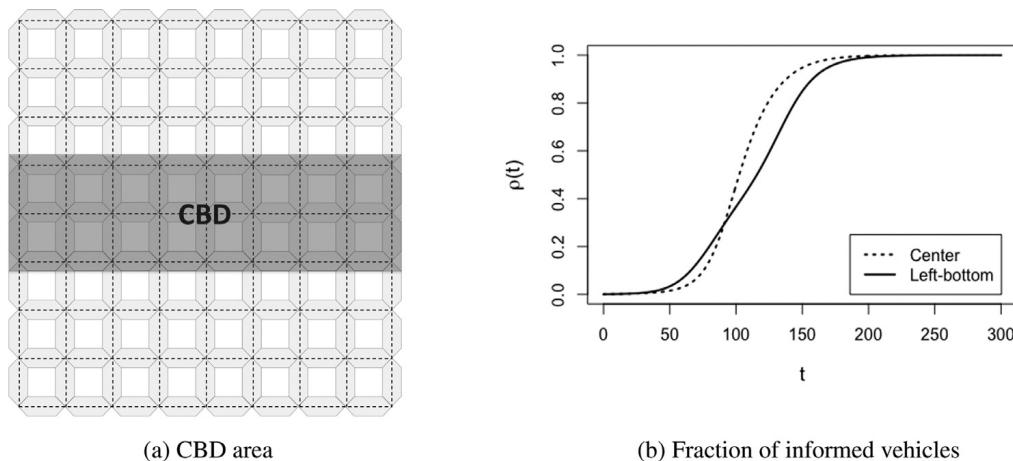 CBD
ρ(t)
1.0
0.8
0.6
0.4
0.2
0.0
Center
Left-bottom
0 50 100 150 200 250 300
t
(a) CBD area
(b) Fraction of informed vehicles